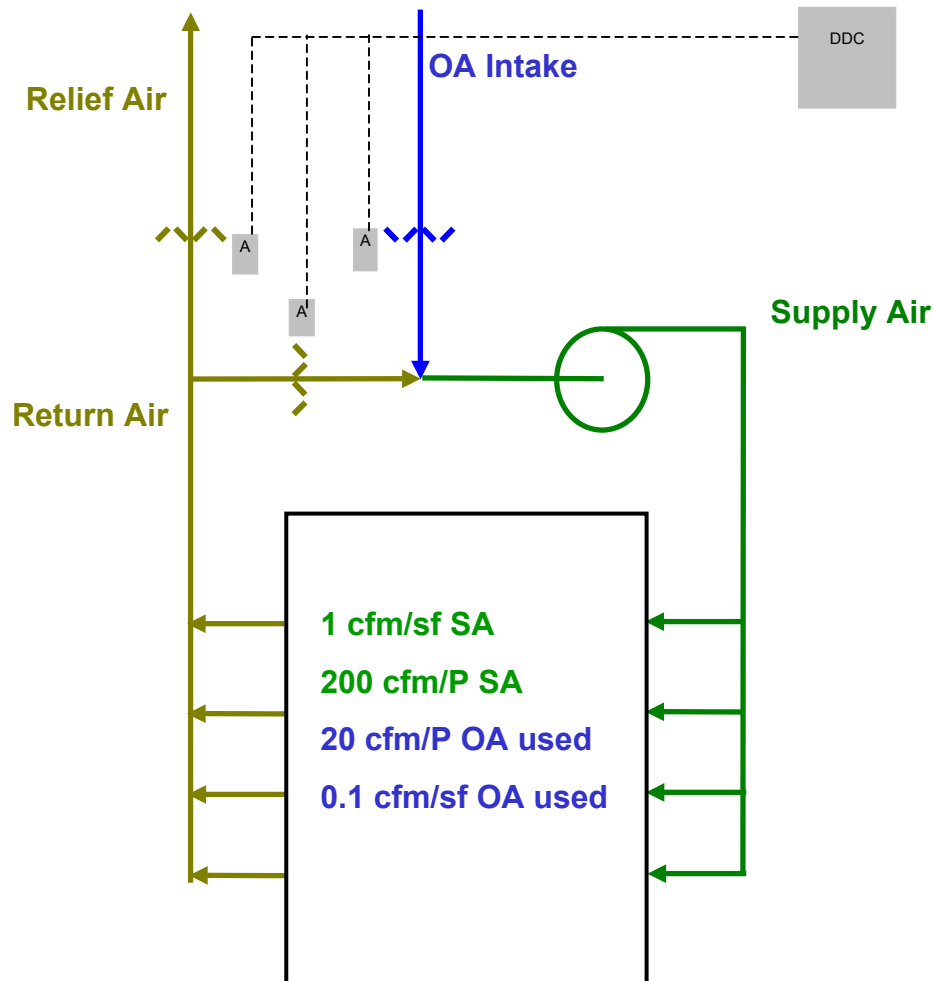 DDC
OA Intake
Relief Air
A
A
A
Supply Air
Return Air
1 cfm/sf SA
200 cfm/P SA
20 cfm/P OA used
0.1 cfm/sf OA used